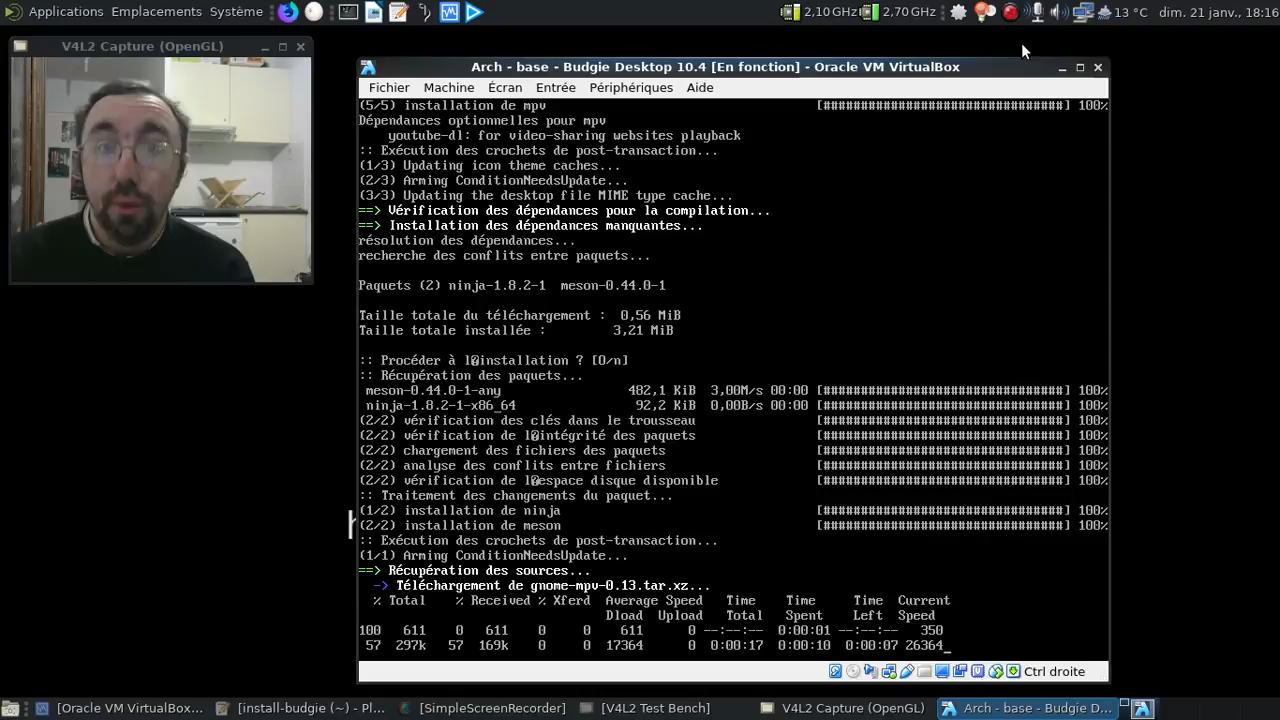 Applications Emplacements Système
2,10 GHz 2,70 GHz 13 °C dim. 21 janv., 18:16
V4L2 Capture (OpenGL)
Arch - base - Budgie Desktop 10.4 [En fonction] - Oracle VM VirtualBox
Fichier Machine Écran Entrée Périphériques Aide
(5/5) installation de mpv [################################] 100%
Dépendances optionnelles pour mpv
youtube-dl: for video-sharing websites playback
:: Exécution des crochets de post-transaction...
(1/3) Updating icon theme caches...
(2/3) Arming ConditionNeedsUpdate...
(3/3) Updating the desktop file MIME type cache...
==> Vérification des dépendances pour la compilation...
==> Installation des dépendances manquantes...
résolution des dépendances...
recherche des conflits entre paquets...
Paquets (2) ninja-1.8.2-1 meson-0.44.0-1
Taille totale du téléchargement : 0,56 MiB
Taille totale installée : 3,21 MiB
:: Procéder à l�installation ? [O/n]
:: Récupération des paquets...
meson-0.44.0-1-any 482,1 KiB 3,00M/s 00:00 [################################] 100%
ninja-1.8.2-1-x86_64 92,2 KiB 0,00B/s 00:00 [################################] 100%
(2/2) vérification des clés dans le trousseau [################################] 100%
(2/2) vérification de l�intégrité des paquets [################################] 100%
(2/2) chargement des fichiers des paquets [################################] 100%
(2/2) analyse des conflits entre fichiers [################################] 100%
(2/2) vérification de l�espace disque disponible [################################] 100%
:: Traitement des changements du paquet...
(1/2) installation de ninja [################################] 100%
(2/2) installation de meson [################################] 100%
:: Exécution des crochets de post-transaction...
(1/1) Arming ConditionNeedsUpdate...
==> Récupération des sources...
-> Téléchargement de gnome-mpv-0.13.tar.xz...
% Total % Received % Xferd Average Speed Time Time Time Current
Dload Upload Total Spent Left Speed
100 611 0 611 0 0 611 0 --:--:-- 0:00:01 --:--:-- 350
57 297k 57 169k 0 0 17364 0 0:00:17 0:00:10 0:00:07 26364_
Ctrl droite
[Oracle VM VirtualBox... [install-budgie (~) - Pl... [SimpleScreenRecorder] [V4L2 Test Bench] V4L2 Capture (OpenGL) Arch - base - Budgie D...